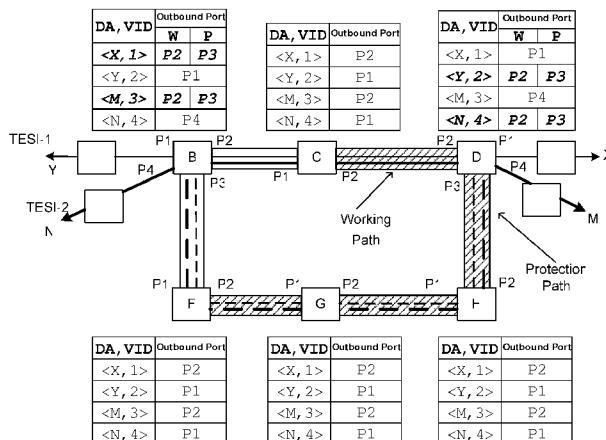 DA,VID Outbound Port DA,VID Outbound Port DA,VID Outbound Port
W P W P
<X,1> P2 P3 <X,1> P2 <X,1> P1
<Y,2> P1 <Y,2> P1 <Y,2> P2 P3
<M,3> P2 P3 <M,3> P2 <M,3> P4
<N,4> P4 <N,4> P1 <N,4> P2 P3
TESI-1 P1 P2 P2 P1
Y B C D X
P4 P3 P1 P2 P3 P4
TESI-2
N Working Path M
Protection Path
P1 P2 P1 P2 P1 P2
F G H
DA,VID Outbound Port DA,VID Outbound Port DA,VID Outbound Port
<X,1> P2 <X,1> P2 <X,1> P2
<Y,2> P1 <Y,2> P1 <Y,2> P1
<M,3> P2 <M,3> P2 <M,3> P2
<N,4> P1 <N,4> P1 <N,4> P1